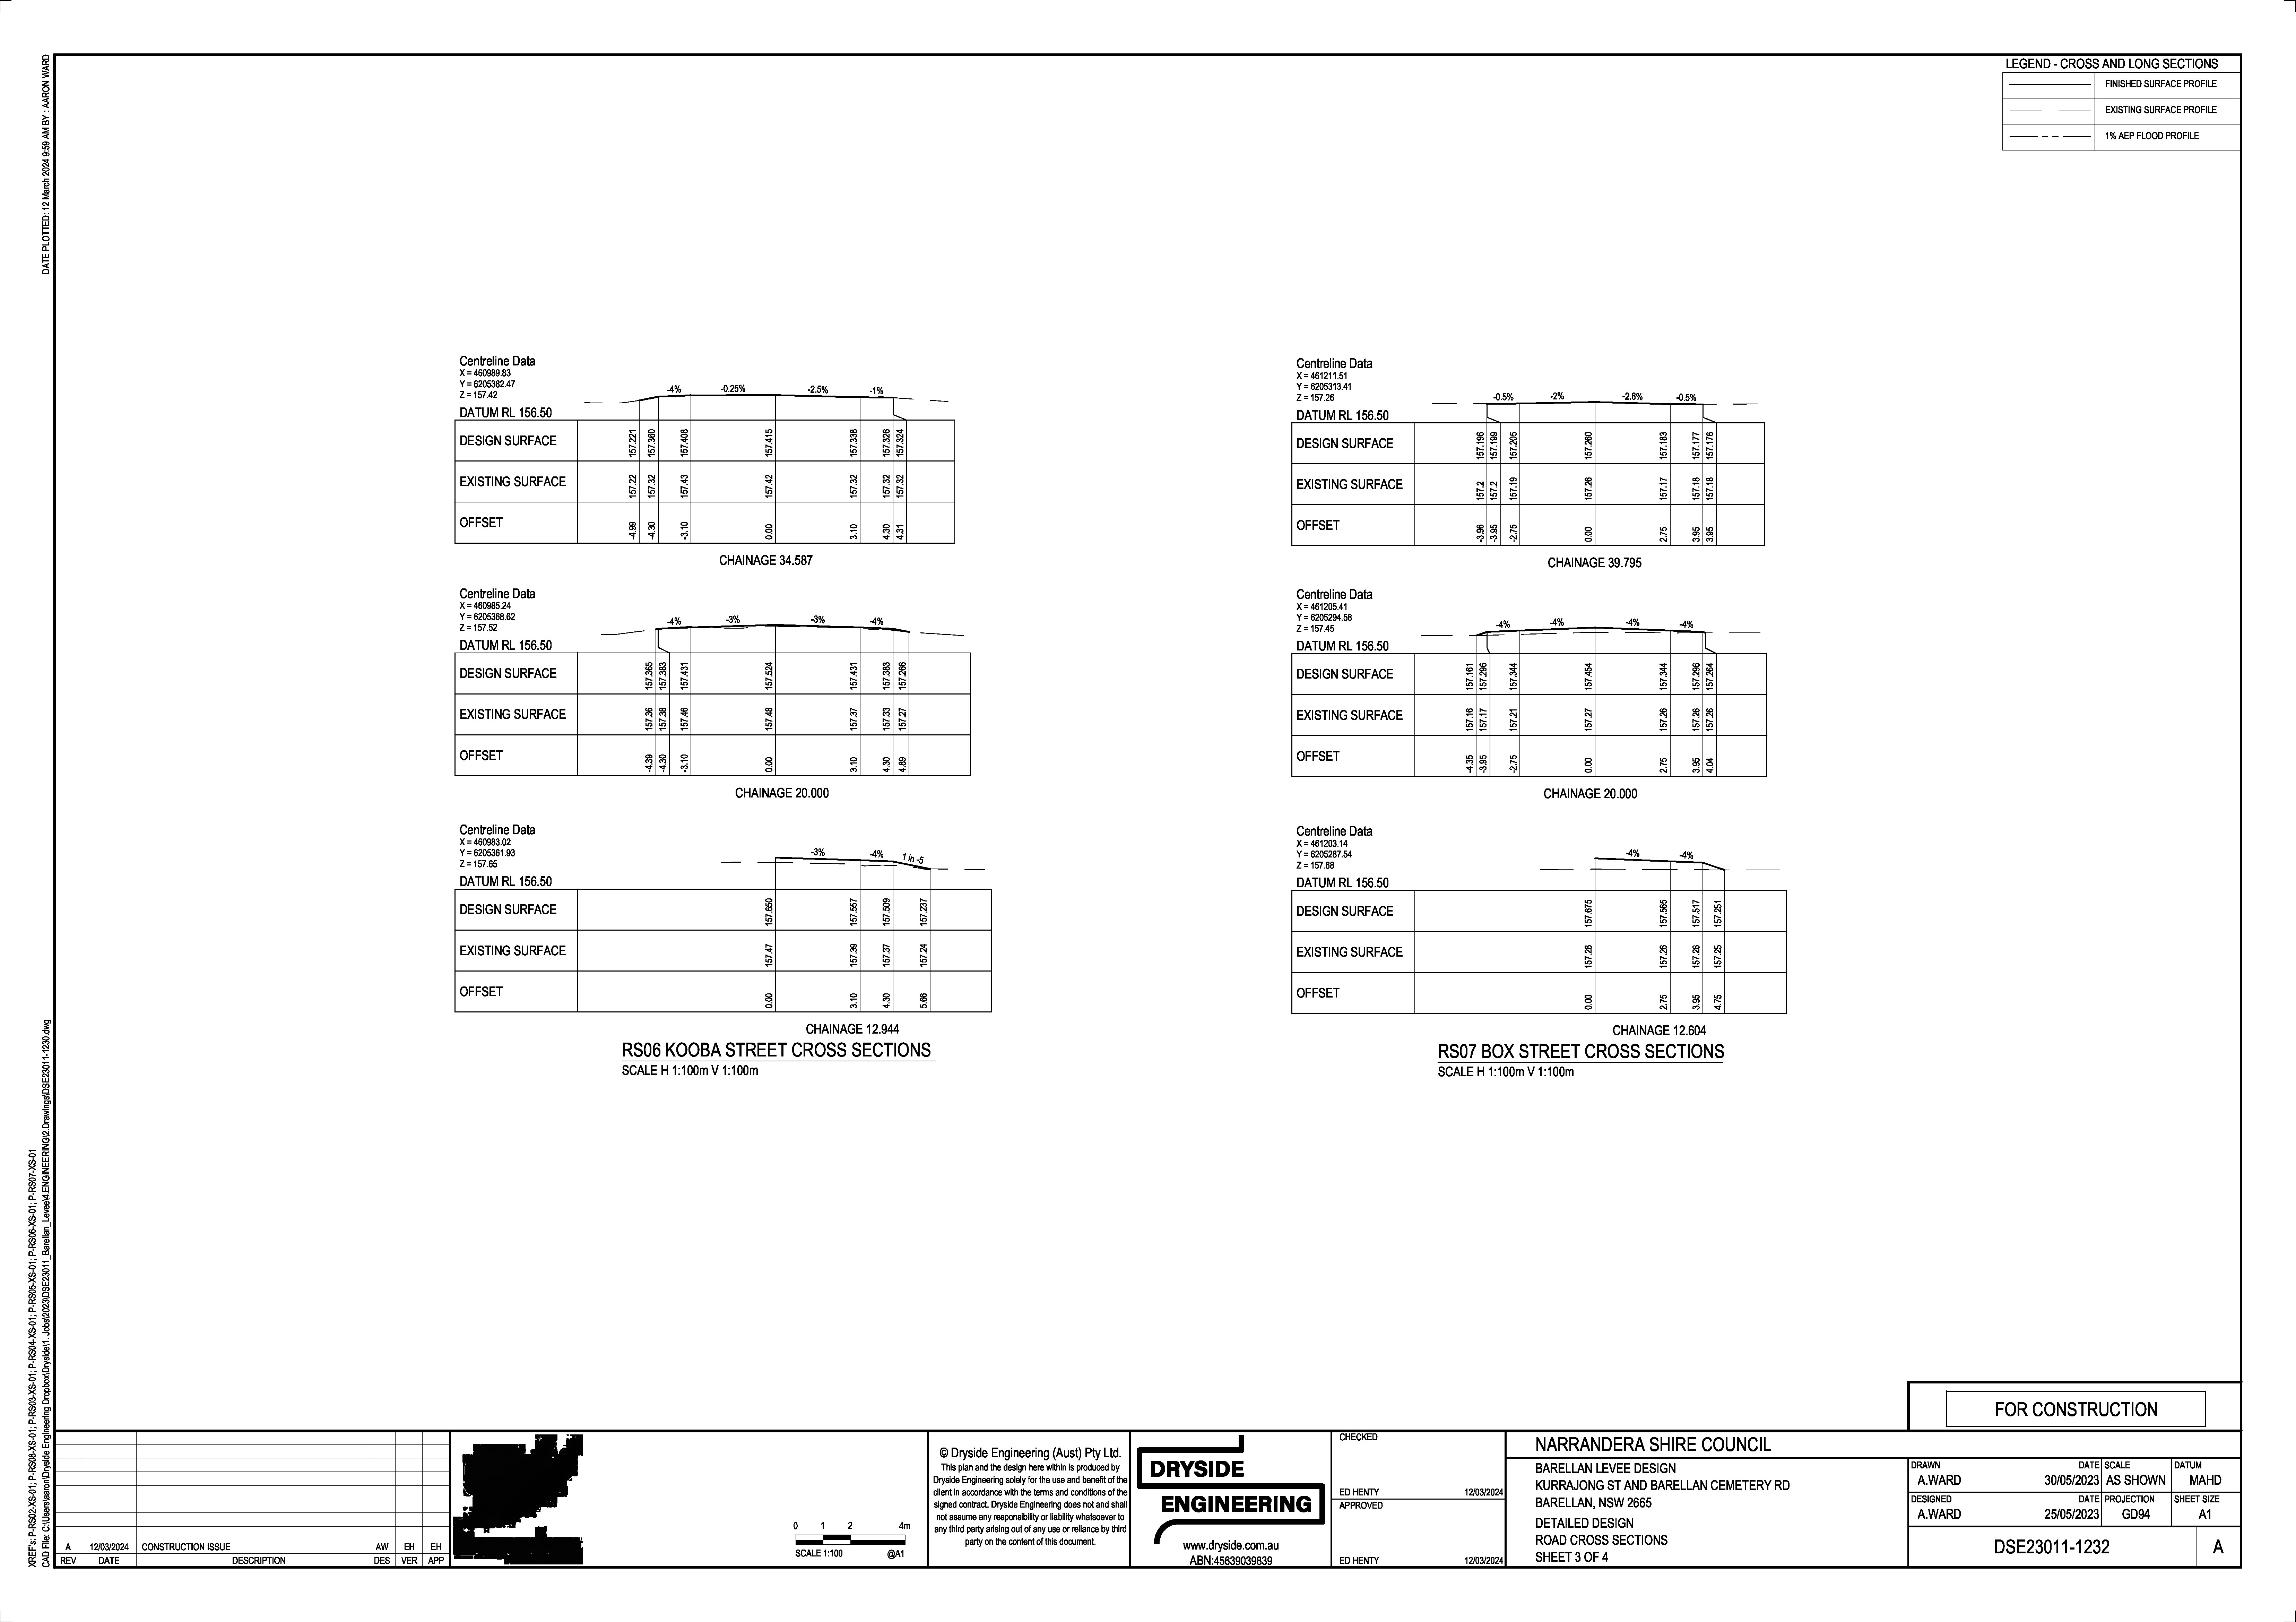 LEGEND - CROSS AND LONG SECTIONS
FINISHED SURFACE PROFILE
EXISTING SURFACE PROFILE
1% AEP FLOOD PROFILE
DATE PLOTTED: 12 March 2024 9:59 AM BY : AARON WARD
Centreline Data
X = 460989.83
Y = 6205382.47
Z = 157.42
-4% -0.25% -2.5% -1%
DATUM RL 156.50
DESIGN SURFACE 157.221 157.360 157.408 157.415 157.338 157.326 157.324
EXISTING SURFACE 157.22 157.32 157.43 157.42 157.32 157.32 157.32
OFFSET -4.99 -4.30 -3.10 0.00 3.10 4.30 4.31
CHAINAGE 34.587
Centreline Data
X = 460985.24
Y = 6205368.62
Z = 157.52
-4% -3% -3% -4%
DATUM RL 156.50
DESIGN SURFACE 157.365 157.383 157.431 157.524 157.431 157.383 157.266
EXISTING SURFACE 157.36 157.38 157.46 157.48 157.37 157.33 157.27
OFFSET -4.39 -4.30 -3.10 0.00 3.10 4.30 4.89
CHAINAGE 20.000
Centreline Data
X = 460983.02
Y = 6205361.93
Z = 157.65
-3% -4% 1 in -5
DATUM RL 156.50
DESIGN SURFACE 157.650 157.557 157.509 157.237
EXISTING SURFACE 157.47 157.39 157.37 157.24
OFFSET 0.00 3.10 4.30 5.66
CHAINAGE 12.944
RS06 KOOBA STREET CROSS SECTIONS
SCALE H 1:100m V 1:100m
Centreline Data
X = 461211.51
Y = 6205313.41
Z = 157.26
-0.5% -2% -2.8% -0.5%
DATUM RL 156.50
DESIGN SURFACE 157.196 157.199 157.205 157.260 157.183 157.177 157.176
EXISTING SURFACE 157.2 157.2 157.19 157.26 157.17 157.18 157.18
OFFSET -3.96 -3.95 -2.75 0.00 2.75 3.95 3.95
CHAINAGE 39.795
Centreline Data
X = 461205.41
Y = 6205294.58
Z = 157.45
-4% -4% -4% -4%
DATUM RL 156.50
DESIGN SURFACE 157.161 157.296 157.344 157.454 157.344 157.296 157.264
EXISTING SURFACE 157.16 157.17 157.21 157.27 157.26 157.26 157.26
OFFSET -4.35 -3.95 -2.75 0.00 2.75 3.95 4.04
CHAINAGE 20.000
Centreline Data
X = 461203.14
Y = 6205287.54
Z = 157.68
-4% -4%
DATUM RL 156.50
DESIGN SURFACE 157.675 157.565 157.517 157.251
EXISTING SURFACE 157.28 157.26 157.26 157.25
OFFSET 0.00 2.75 3.95 4.75
CHAINAGE 12.604
RS07 BOX STREET CROSS SECTIONS
SCALE H 1:100m V 1:100m
XREF's: P-RS02-XS-01; P-RS08-XS-01; P-RS03-XS-01; P-RS04-XS-01; P-RS05-XS-01; P-RS06-XS-01; P-RS07-XS-01
CAD File: C:\Users\aaron\Dryside Engineering Dropbox\Dryside\1. Jobs\2023\DSE23011_Barellan_Levee\4.ENGINEERING\2.Drawings\DSE23011-1230.dwg
FOR CONSTRUCTION
A 12/03/2024 CONSTRUCTION ISSUE AW EH EH
REV DATE DESCRIPTION DES VER APP
0 1 2 4m
SCALE 1:100 @A1
© Dryside Engineering (Aust) Pty Ltd.
This plan and the design here within is produced by
Dryside Engineering solely for the use and benefit of the
client in accordance with the terms and conditions of the
signed contract. Dryside Engineering does not and shall
not assume any responsibility or liability whatsoever to
any third party arising out of any use or reliance by third
party on the content of this document.
DRYSIDE
ENGINEERING
www.dryside.com.au
ABN:45639039839
CHECKED
ED HENTY 12/03/2024
APPROVED
ED HENTY 12/03/2024
NARRANDERA SHIRE COUNCIL
BARELLAN LEVEE DESIGN
KURRAJONG ST AND BARELLAN CEMETERY RD
BARELLAN, NSW 2665
DETAILED DESIGN
ROAD CROSS SECTIONS
SHEET 3 OF 4
DRAWN DATE SCALE DATUM
A.WARD 30/05/2023 AS SHOWN MAHD
DESIGNED DATE PROJECTION SHEET SIZE
A.WARD 25/05/2023 GD94 A1
DSE23011-1232 A